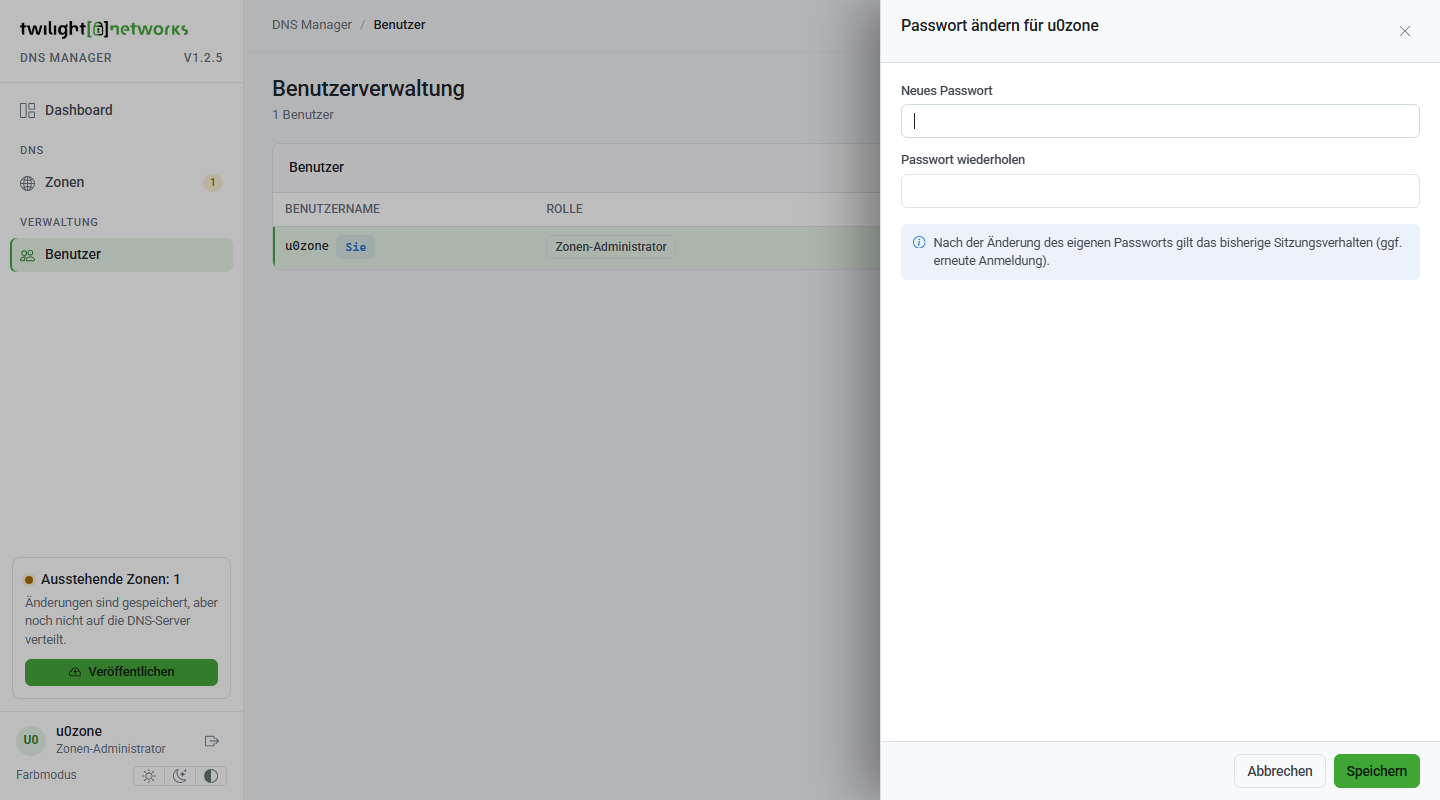 twilight[]networks
DNS MANAGER V1.2.5
Dashboard
DNS
Zonen 1
VERWALTUNG
Benutzer
Ausstehende Zonen: 1
Änderungen sind gespeichert, aber
noch nicht auf die DNS-Server
verteilt.
Veröffentlichen
U0
u0zone
Zonen-Administrator
Farbmodus
DNS Manager / Benutzer
Benutzerverwaltung
1 Benutzer
Benutzer
BENUTZERNAME ROLLE
u0zone Sie Zonen-Administrator
Passwort ändern für u0zone
Neues Passwort
Passwort wiederholen
Nach der Änderung des eigenen Passworts gilt das bisherige Sitzungsverhalten (ggf.
erneute Anmeldung).
Abbrechen Speichern